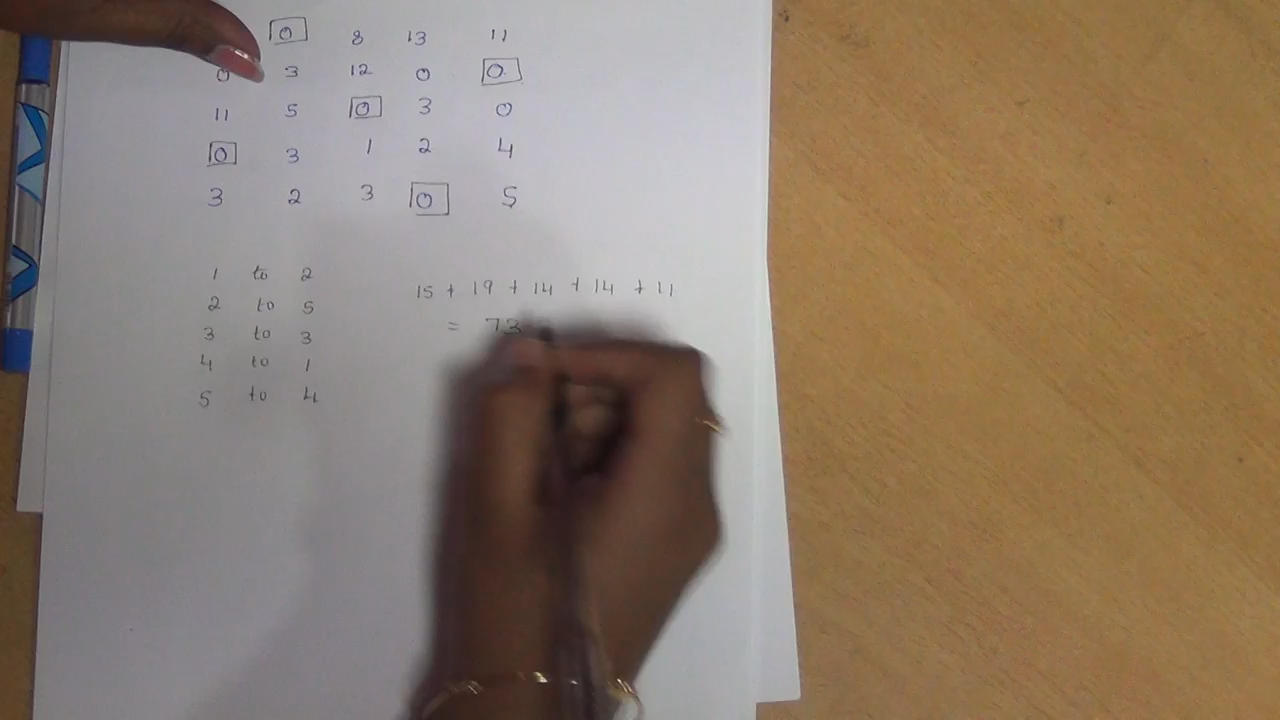 0 8 13 11
0 3 12 0 0
11 5 0 3 0
0 3 1 2 4
3 2 3 0 5
1 to 2
2 to 5
3 to 3
4 to 1
5 to 4
15 + 19 + 14 + 14 + 11
= 73